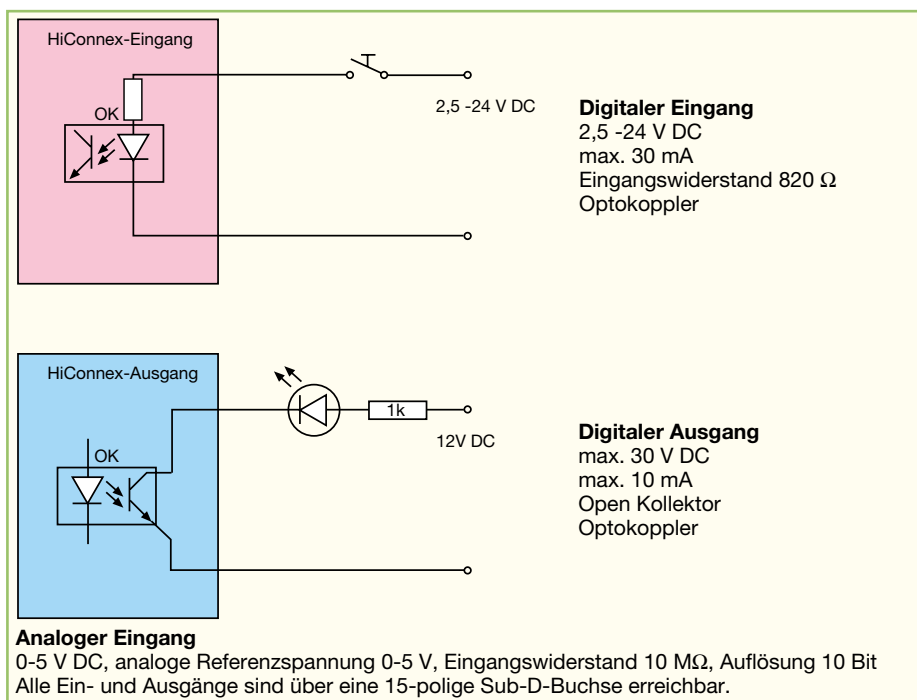 HiConnex-Eingang
OK
2,5 -24 V DC
Digitaler Eingang
2,5 -24 V DC
max. 30 mA
Eingangswiderstand 820 Ω
Optokoppler
HiConnex-Ausgang
OK
1k
12V DC
Digitaler Ausgang
max. 30 V DC
max. 10 mA
Open Kollektor
Optokoppler
Analoger Eingang
0-5 V DC, analoge Referenzspannung 0-5 V, Eingangswiderstand 10 MΩ, Auflösung 10 Bit
Alle Ein- und Ausgänge sind über eine 15-polige Sub-D-Buchse erreichbar.